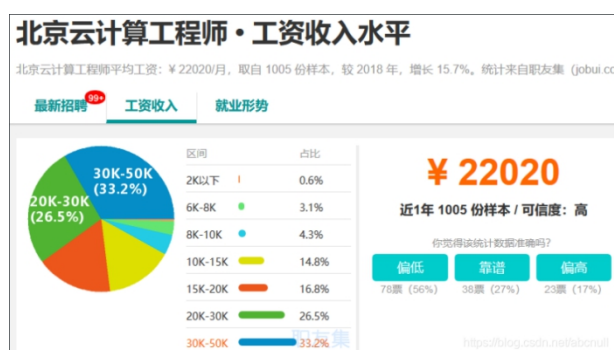 北京云计算工程师 • 工资收入水平
北京云计算工程师平均工资：¥ 22020/月，取自 1005 份样本，较 2018 年，增长 15.7%。统计来自职友集（jobui.co
最新招聘 99+ 工资收入 就业形势
区间 占比
2K以下 0.6%
6K-8K 3.1%
8K-10K 4.3%
10K-15K 14.8%
15K-20K 16.8%
20K-30K 26.5%
30K-50K 33.2%
30K-50K
(33.2%)
20K-30K
(26.5%)
¥ 22020
近1年 1005 份样本 / 可信度：高
你觉得该统计数据准确吗？
偏低 靠谱 偏高
78票（56%） 38票（27%） 23票（17%）
职友集
https://blog.csdn.net/abcnull